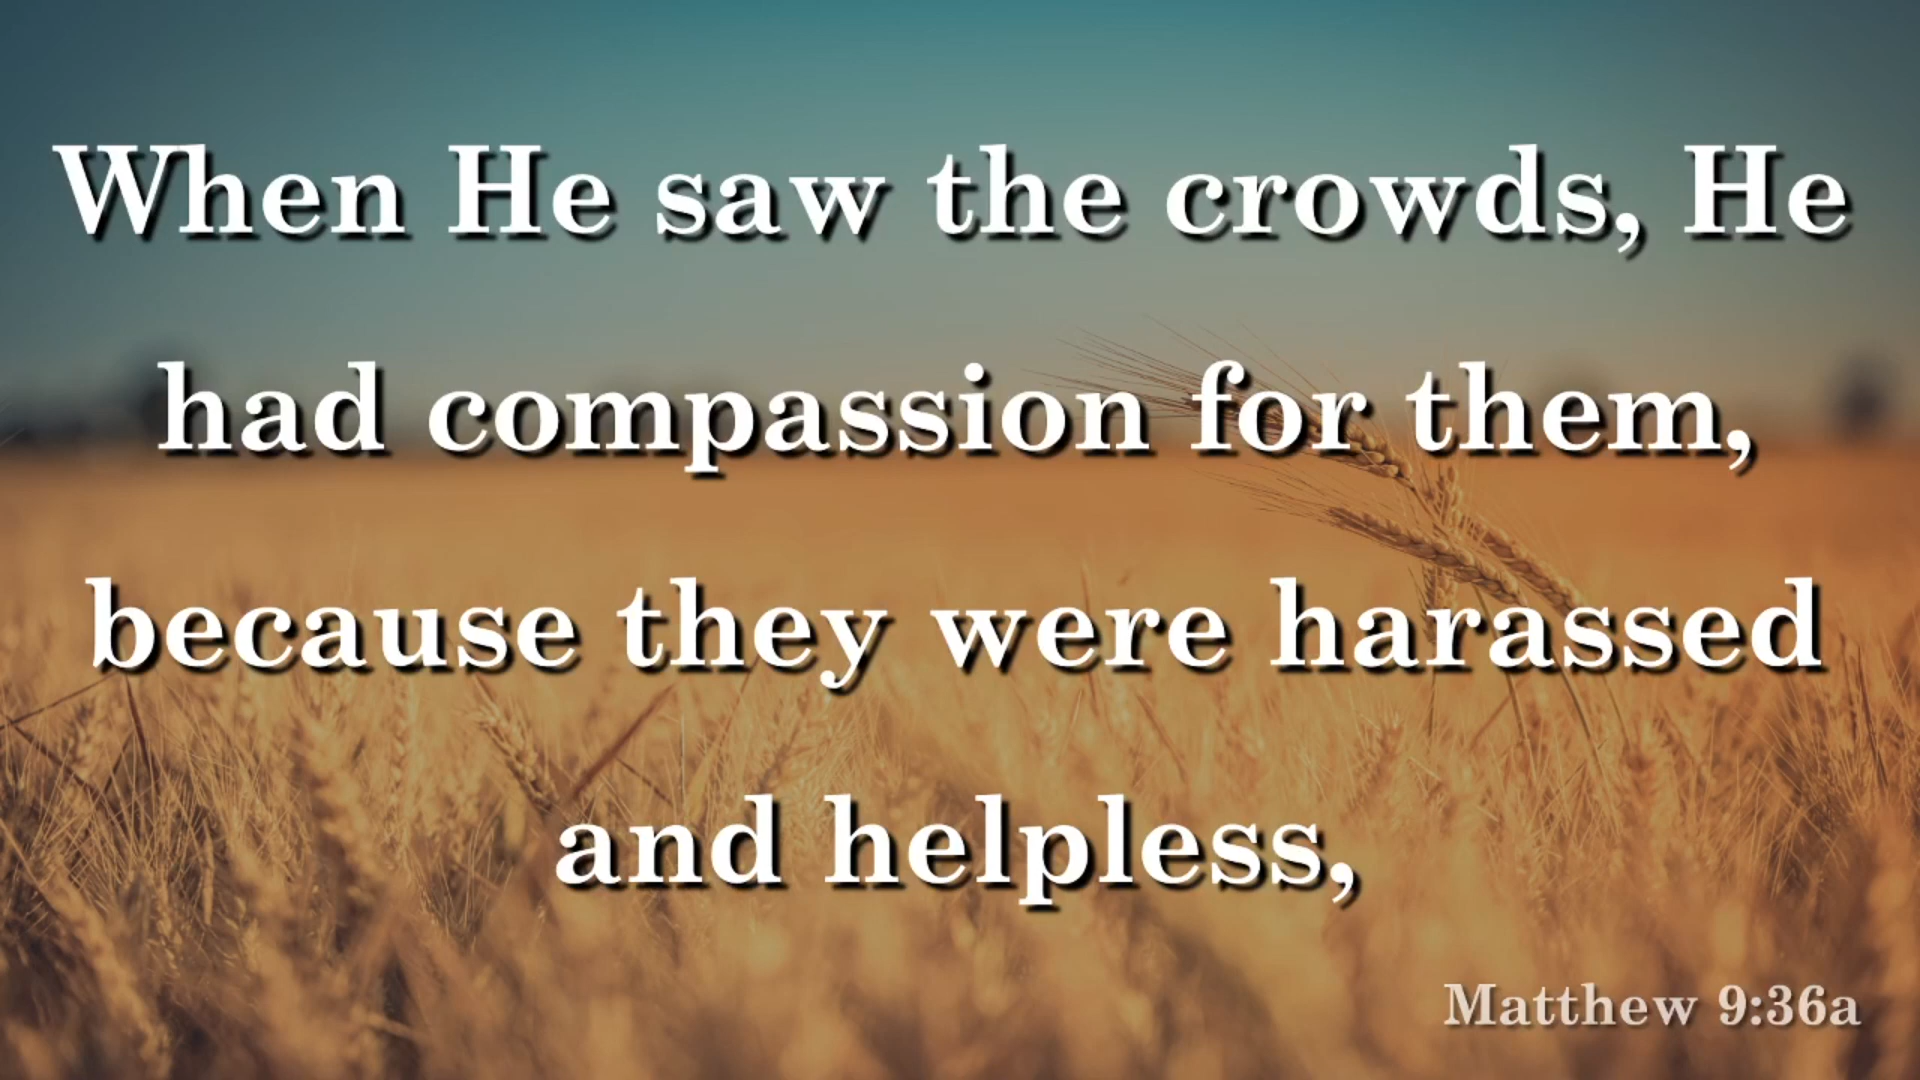 When He saw the crowds, He
had compassion for them,
because they were harassed
and helpless,
Matthew 9:36a